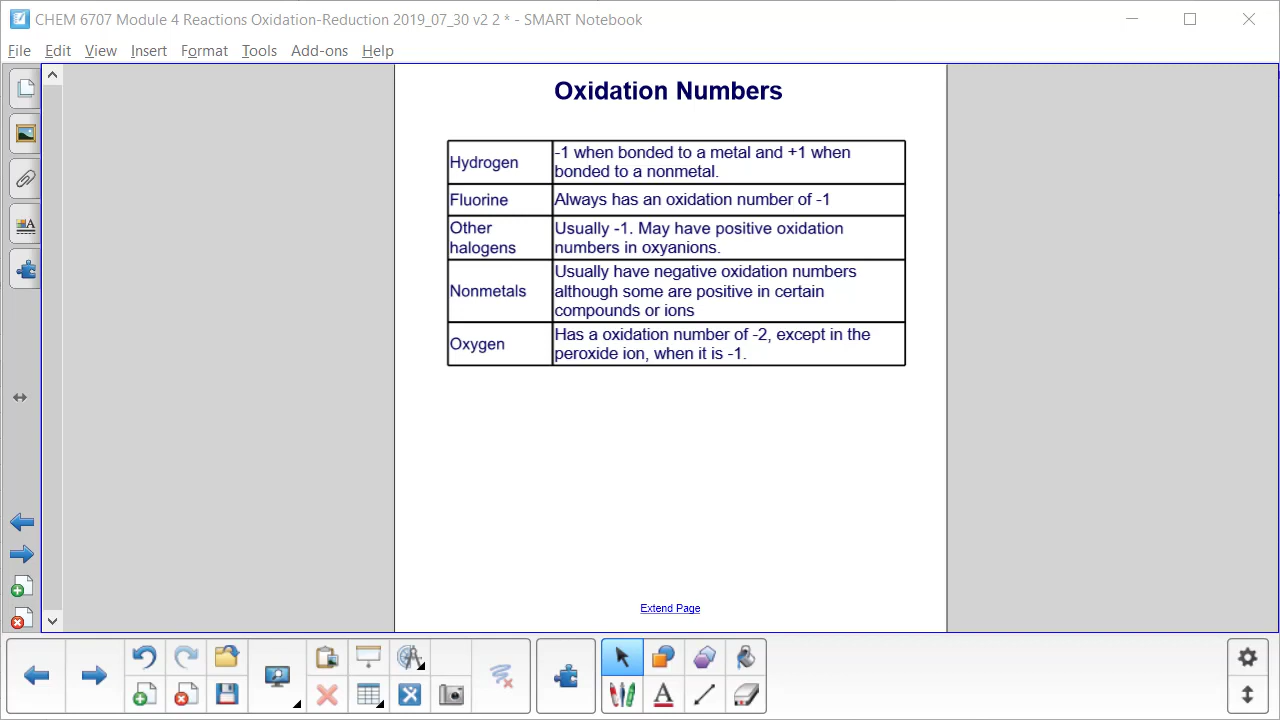 CHEM 6707 Module 4 Reactions Oxidation-Reduction 2019_07_30 v2 2 * - SMART Notebook
File Edit View Insert Format Tools Add-ons Help
Oxidation Numbers
Hydrogen
-1 when bonded to a metal and +1 when
bonded to a nonmetal.
Fluorine
Always has an oxidation number of -1
Other
halogens
Usually -1. May have positive oxidation
numbers in oxyanions.
Nonmetals
Usually have negative oxidation numbers
although some are positive in certain
compounds or ions
Oxygen
Has a oxidation number of -2, except in the
peroxide ion, when it is -1.
Extend Page